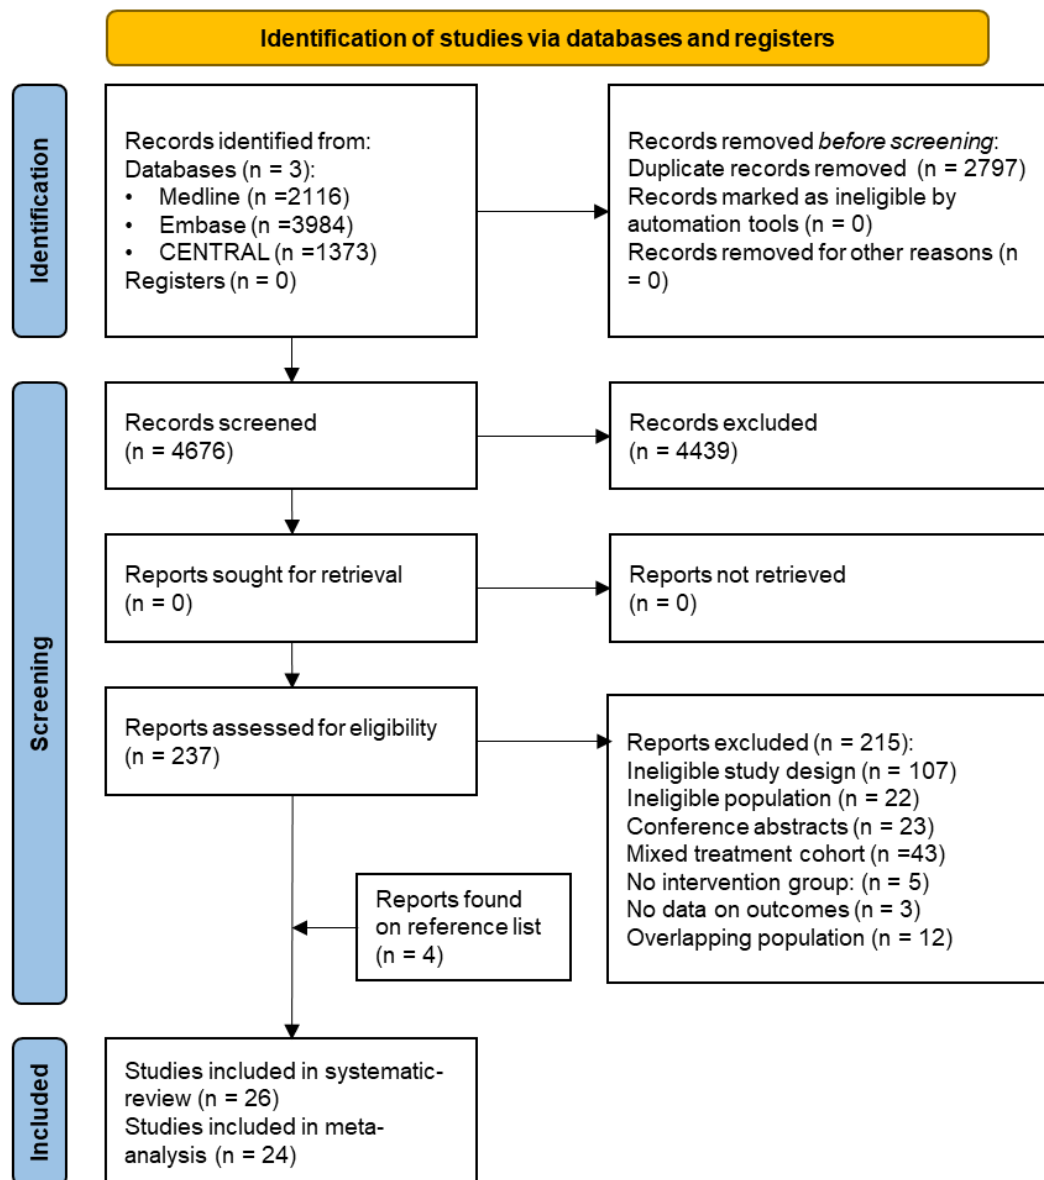 Identification of studies via databases and registers
Identification
Records identified from:
Databases (n = 3):
• Medline (n =2116)
• Embase (n =3984)
• CENTRAL (n =1373)
Registers (n = 0)
Records removed before screening:
Duplicate records removed (n = 2797)
Records marked as ineligible by
automation tools (n = 0)
Records removed for other reasons (n
= 0)
Screening
Records screened
(n = 4676)
Records excluded
(n = 4439)
Reports sought for retrieval
(n = 0)
Reports not retrieved
(n = 0)
Reports assessed for eligibility
(n = 237)
Reports excluded (n = 215):
Ineligible study design (n = 107)
Ineligible population (n = 22)
Conference abstracts (n = 23)
Mixed treatment cohort (n =43)
No intervention group: (n = 5)
No data on outcomes (n = 3)
Overlapping population (n = 12)
Reports found
on reference list
(n = 4)
Included
Studies included in systematic-
review (n = 26)
Studies included in meta-
analysis (n = 24)